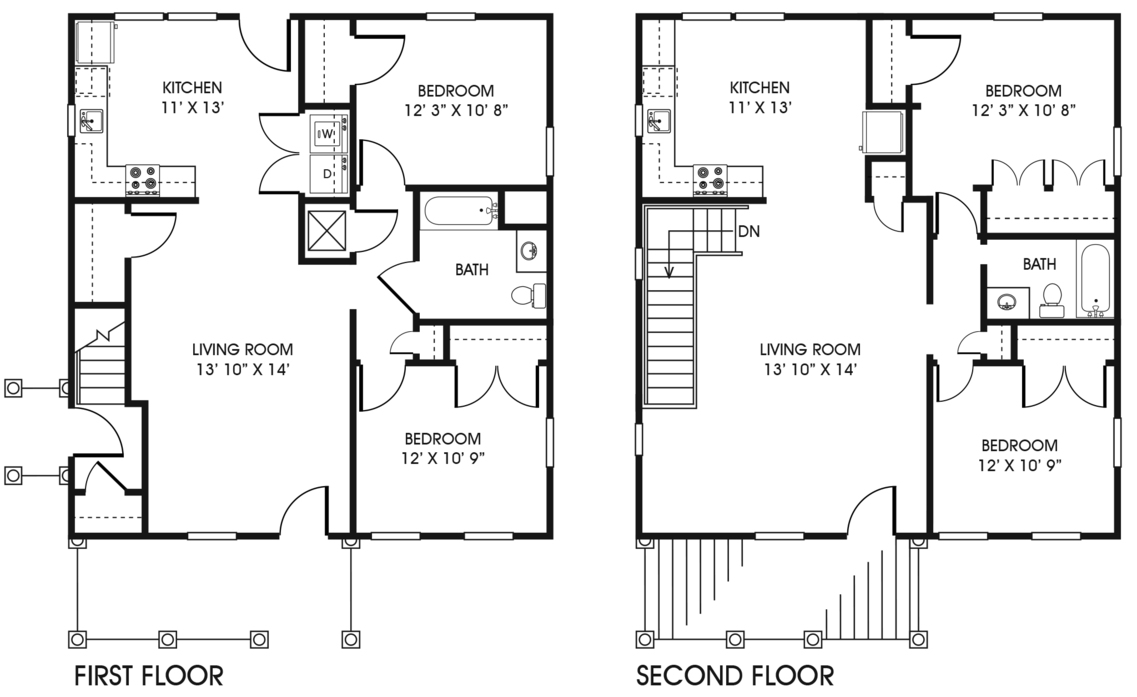 KITCHEN
11' X 13'
BEDROOM
12' 3" X 10' 8"
W
D
BATH
LIVING ROOM
13' 10" X 14'
BEDROOM
12' X 10' 9"
FIRST FLOOR
KITCHEN
11' X 13'
BEDROOM
12' 3" X 10' 8"
DN
BATH
LIVING ROOM
13' 10" X 14'
BEDROOM
12' X 10' 9"
SECOND FLOOR